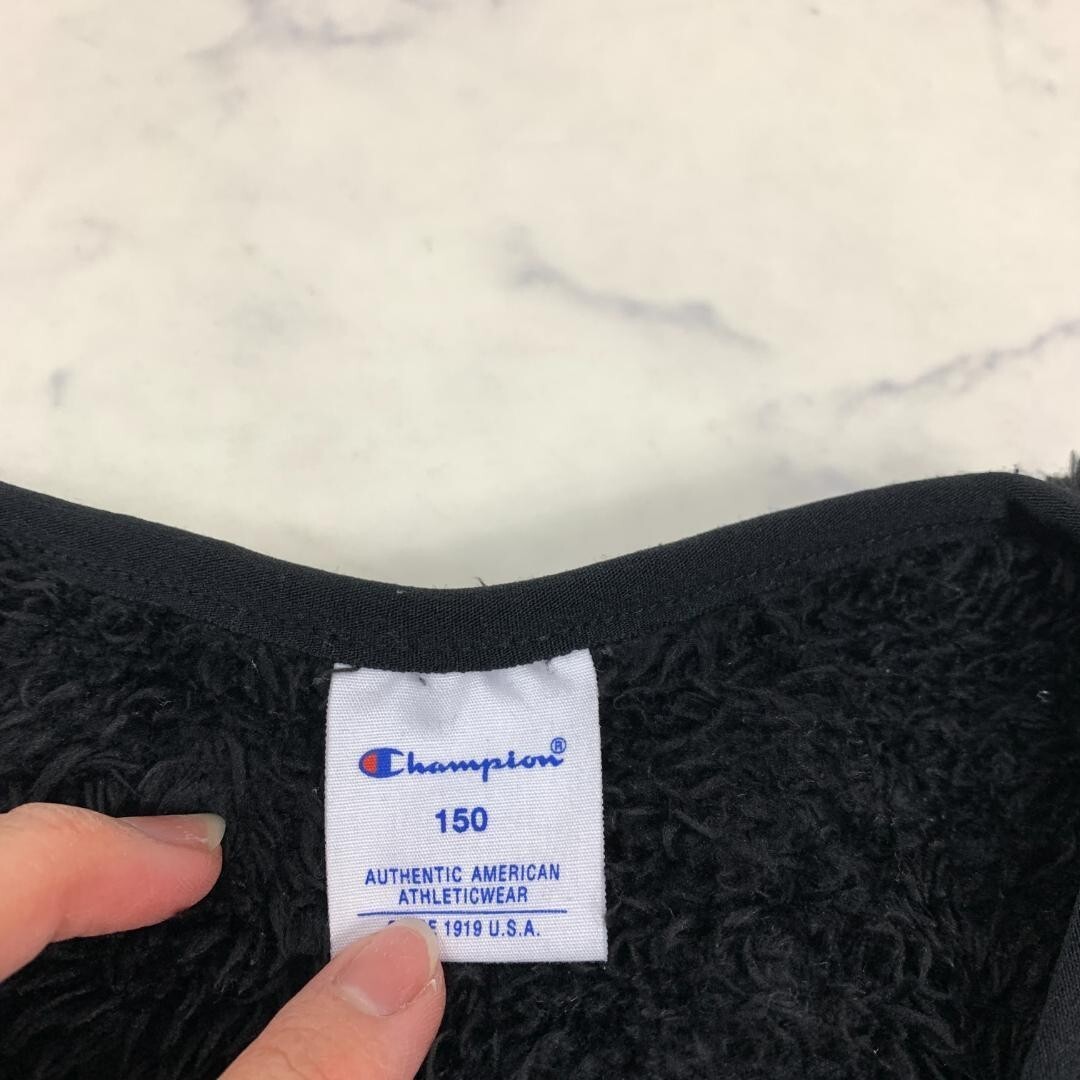 Champion®
150
AUTHENTIC AMERICAN
ATHLETICWEAR
1919 U.S.A.